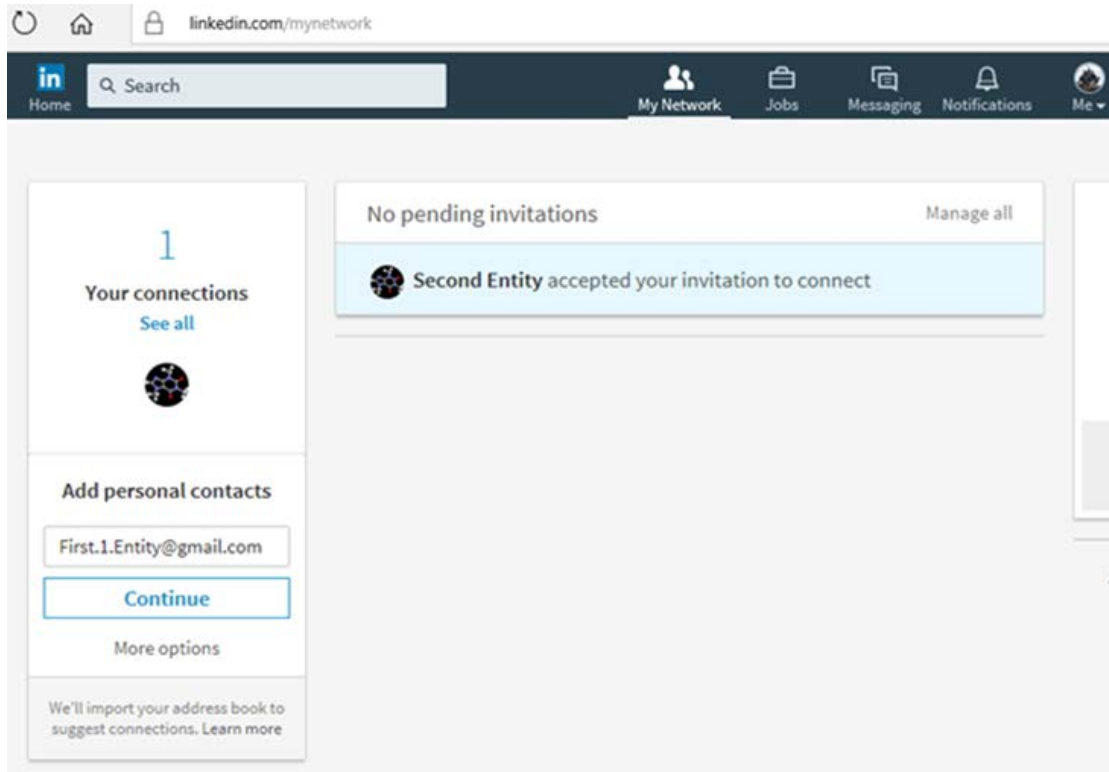 linkedin.com/mynetwork
in
Search
Home
My Network
Jobs
Messaging
Notifications
Me
1
Your connections
See all
No pending invitations
Manage all
Second Entity accepted your invitation to connect
Add personal contacts
First.1.Entity@gmail.com
Continue
More options
We'll import your address book to
suggest connections. Learn more